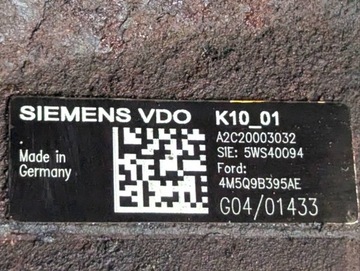 SIEMENS VDO K10_01
A2C20003032
SIE: 5WS40094
Made in
Germany
Ford:
4M5Q9B395AE
G04/01433